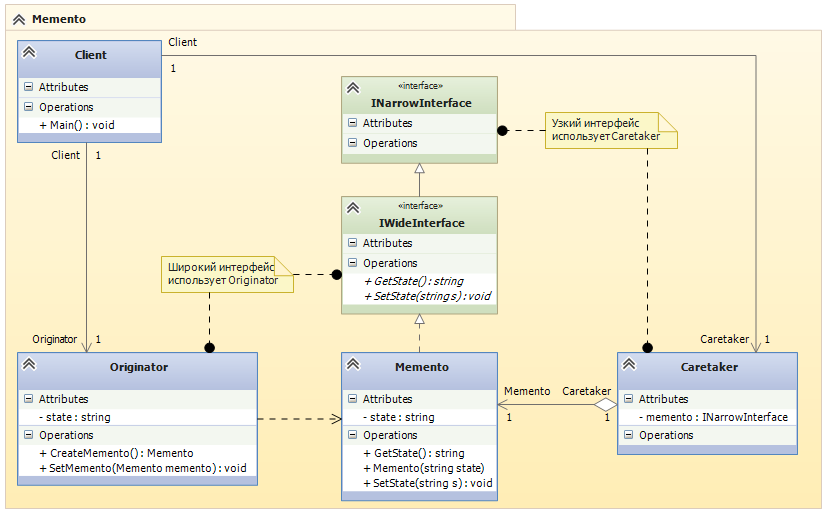 Memento
Client
Attributes
Operations
+ Main() : void
Client
1
Client
1
«interface»
INarrowInterface
Attributes
Operations
Узкий интерфейс
использует Caretaker
«interface»
IWideInterface
Attributes
Operations
+ GetState() : string
+ SetState(string s) : void
Широкий интерфейс
использует Originator
Originator
1
Caretaker
1
Originator
Attributes
- state : string
Operations
+ CreateMemento() : Memento
+ SetMemento(Memento memento) : void
Memento
Attributes
- state : string
Operations
+ GetState() : string
+ Memento(string state)
+ SetState(string s) : void
Memento
1
Caretaker
1
Caretaker
Attributes
- memento : INarrowInterface
Operations